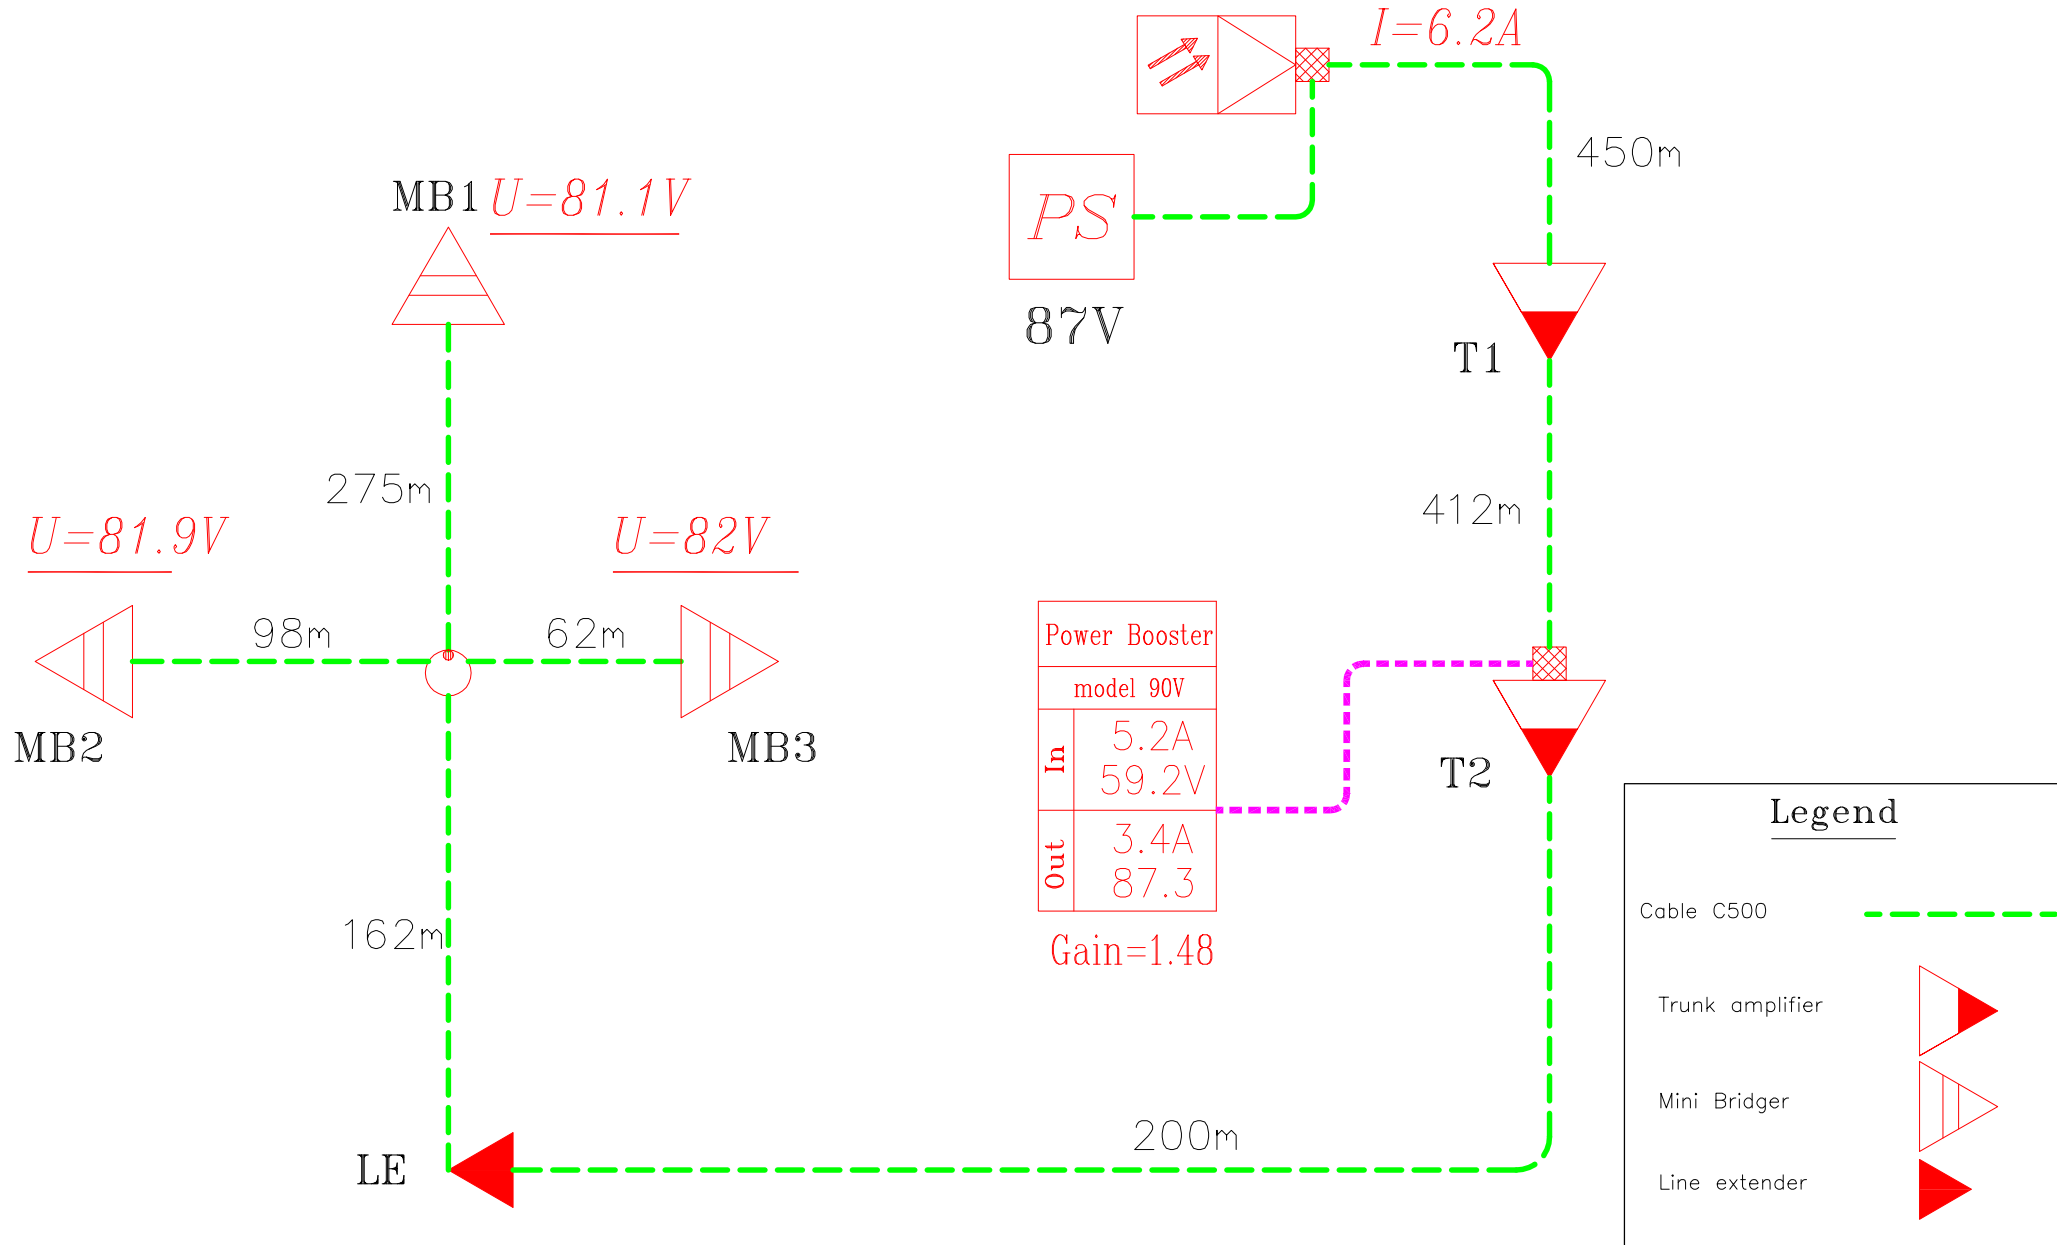 I=6.2A
450m
MB1 U=81.1V
PS
87V
T1
275m
412m
U=81.9V
U=82V
98m
62m
MB2
MB3
Power Booster
model 90V
In
5.2A
59.2V
Out
3.4A
87.3
Gain=1.48
T2
162m
200m
LE
Legend
Cable C500
Trunk amplifier
Mini Bridger
Line extender